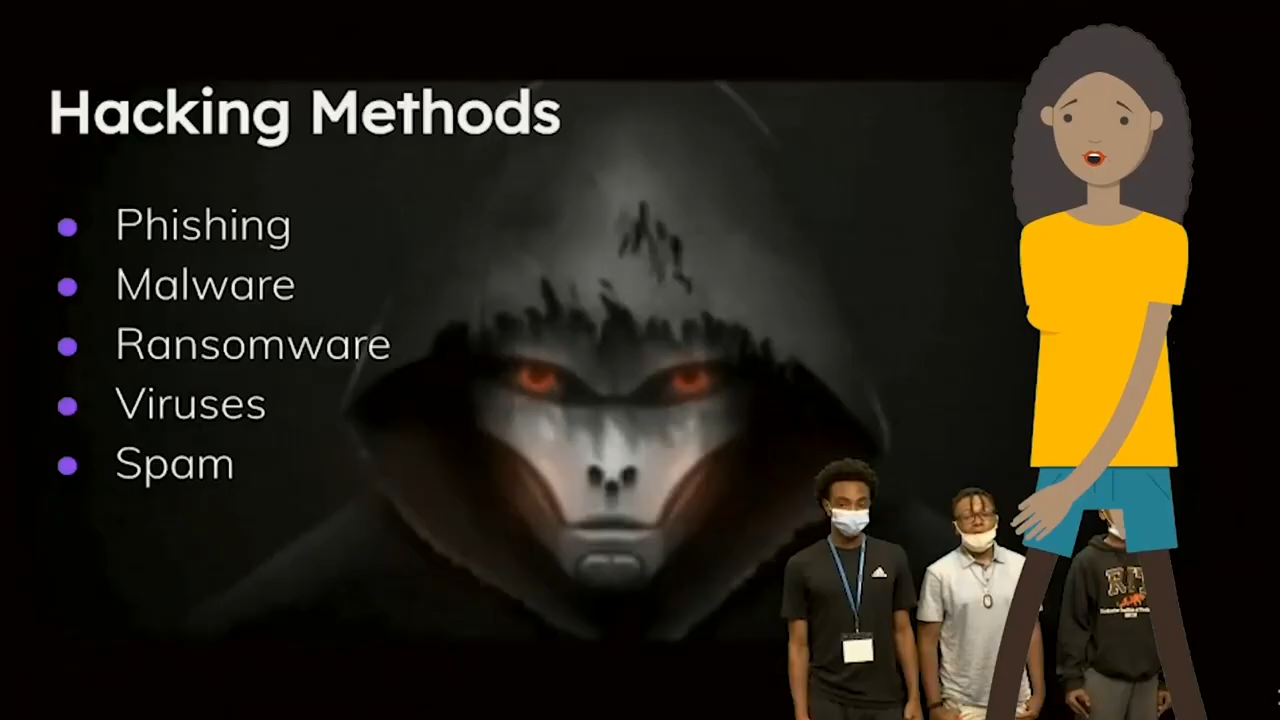 Hacking Methods
Phishing
Malware
Ransomware
Viruses
Spam